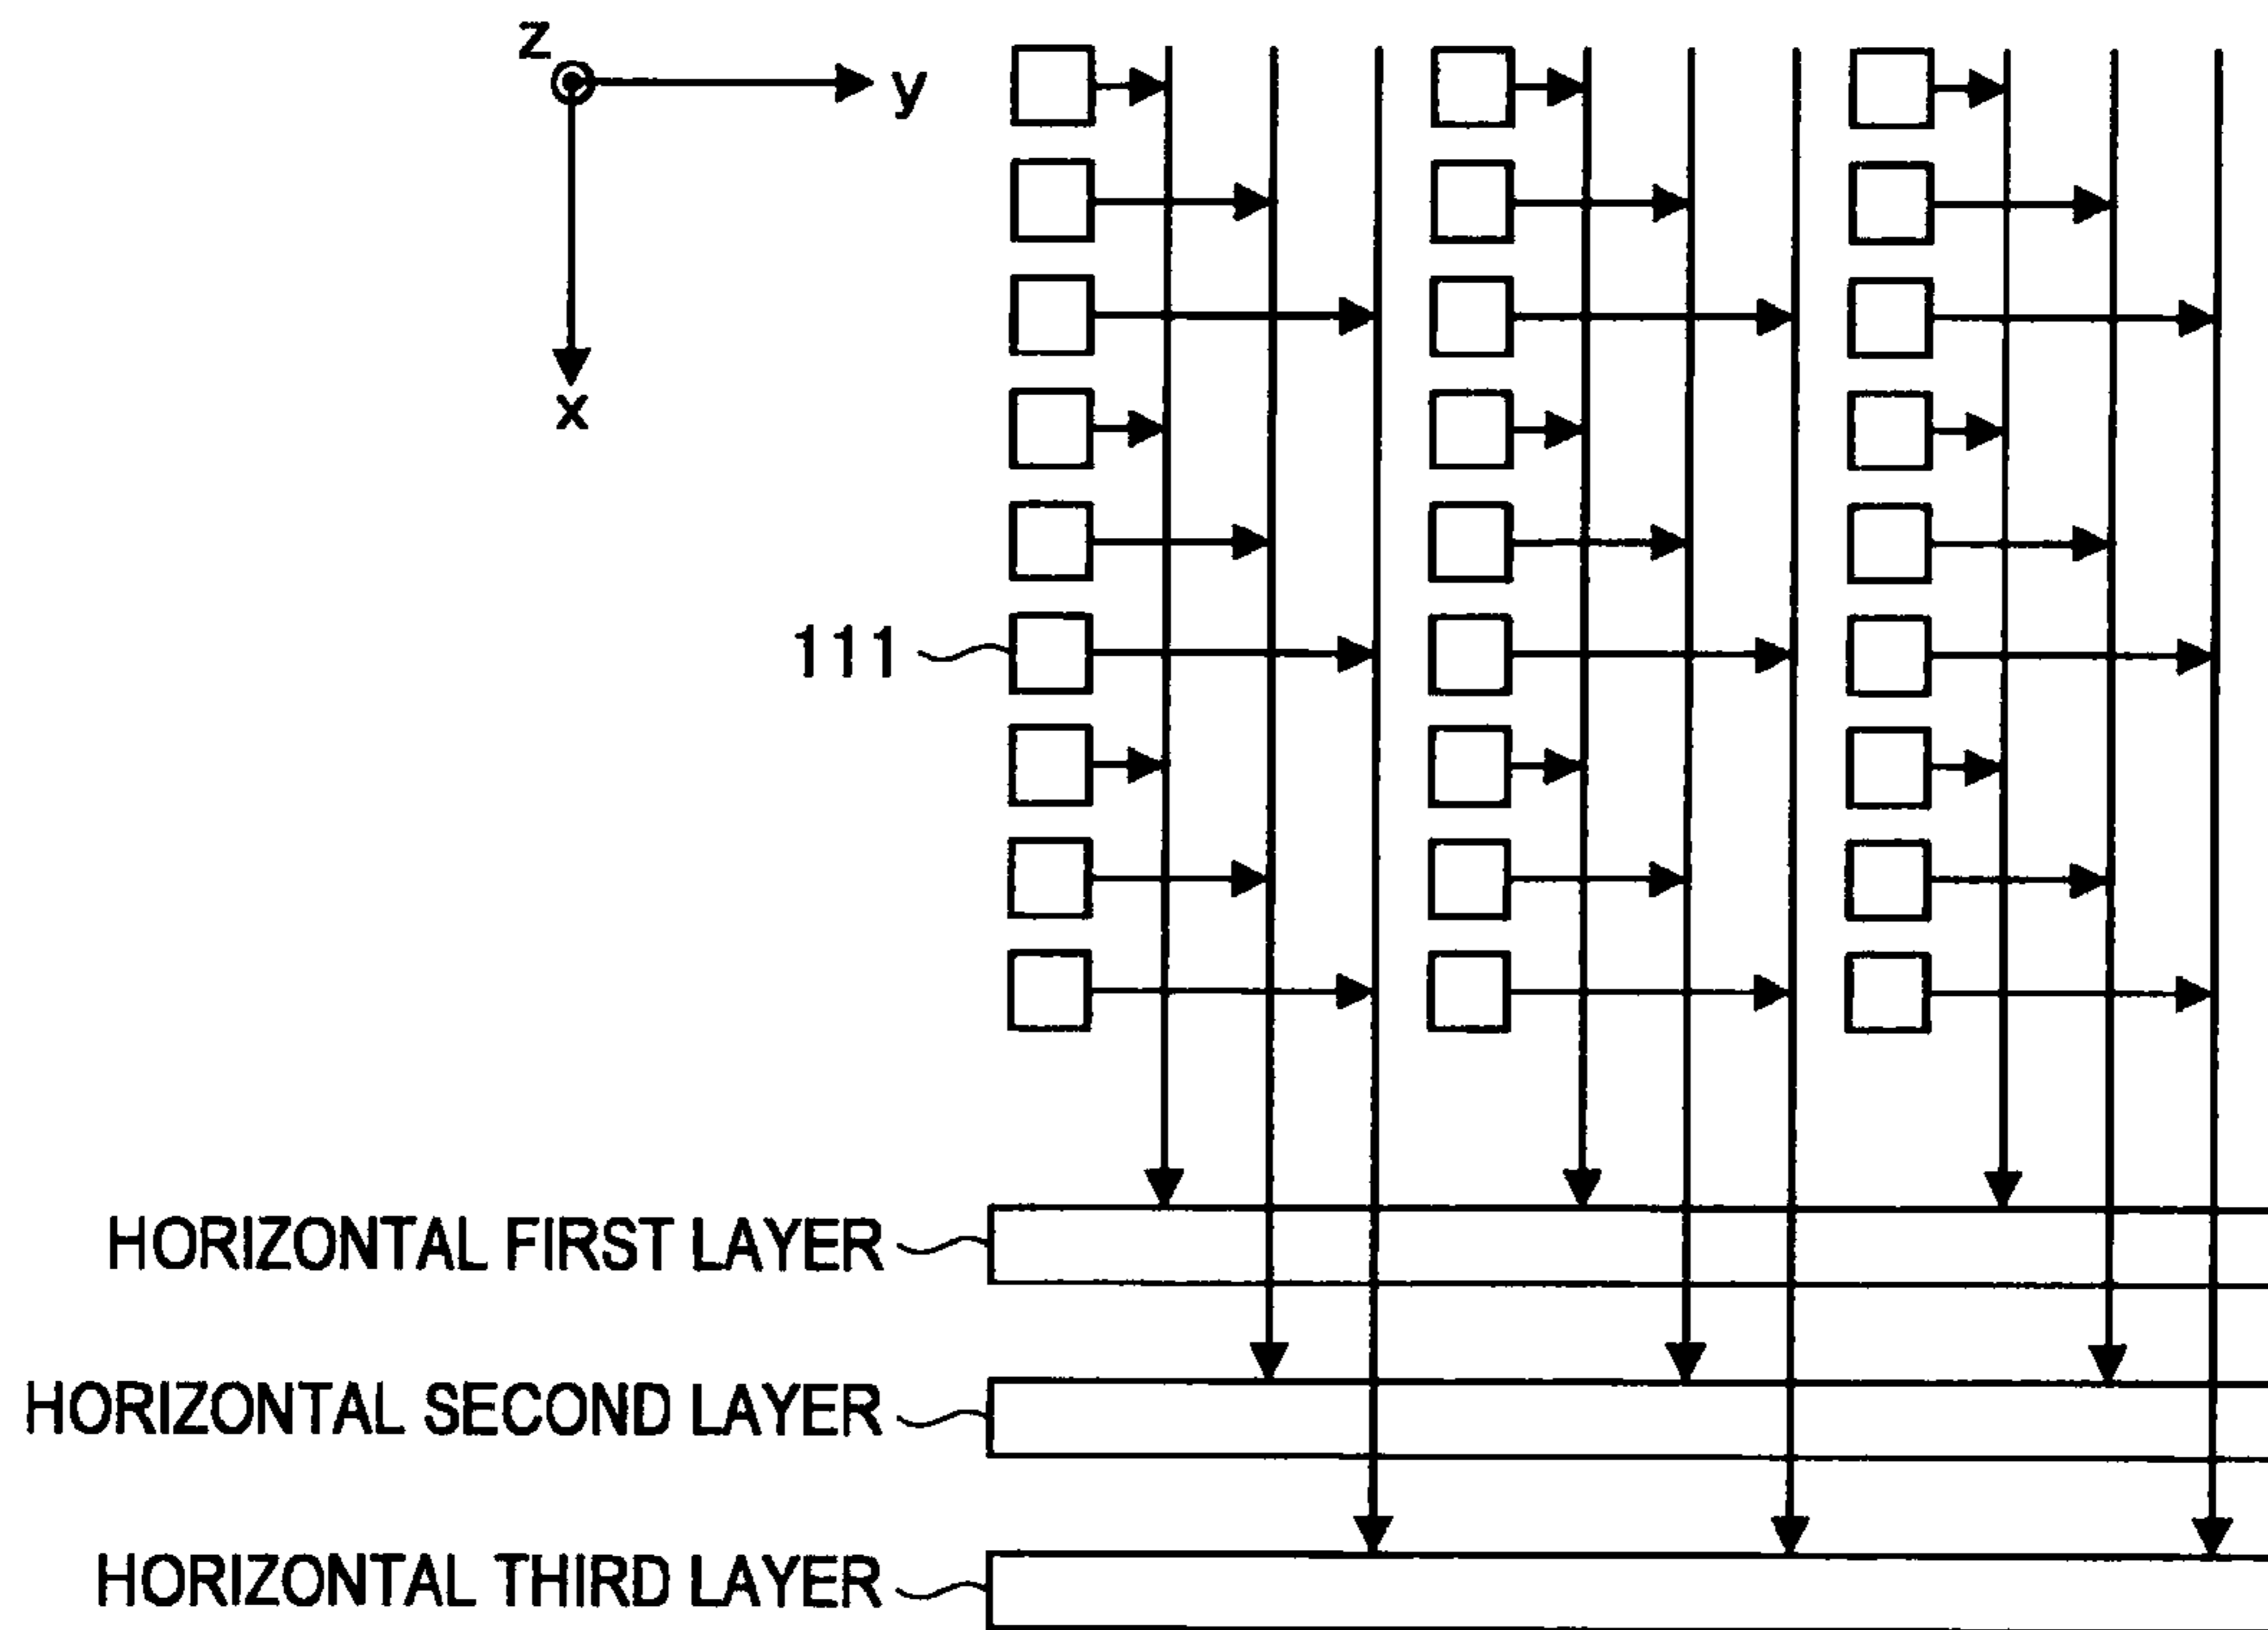 z
y
x
111
HORIZONTAL FIRST LAYER
HORIZONTAL SECOND LAYER
HORIZONTAL THIRD LAYER